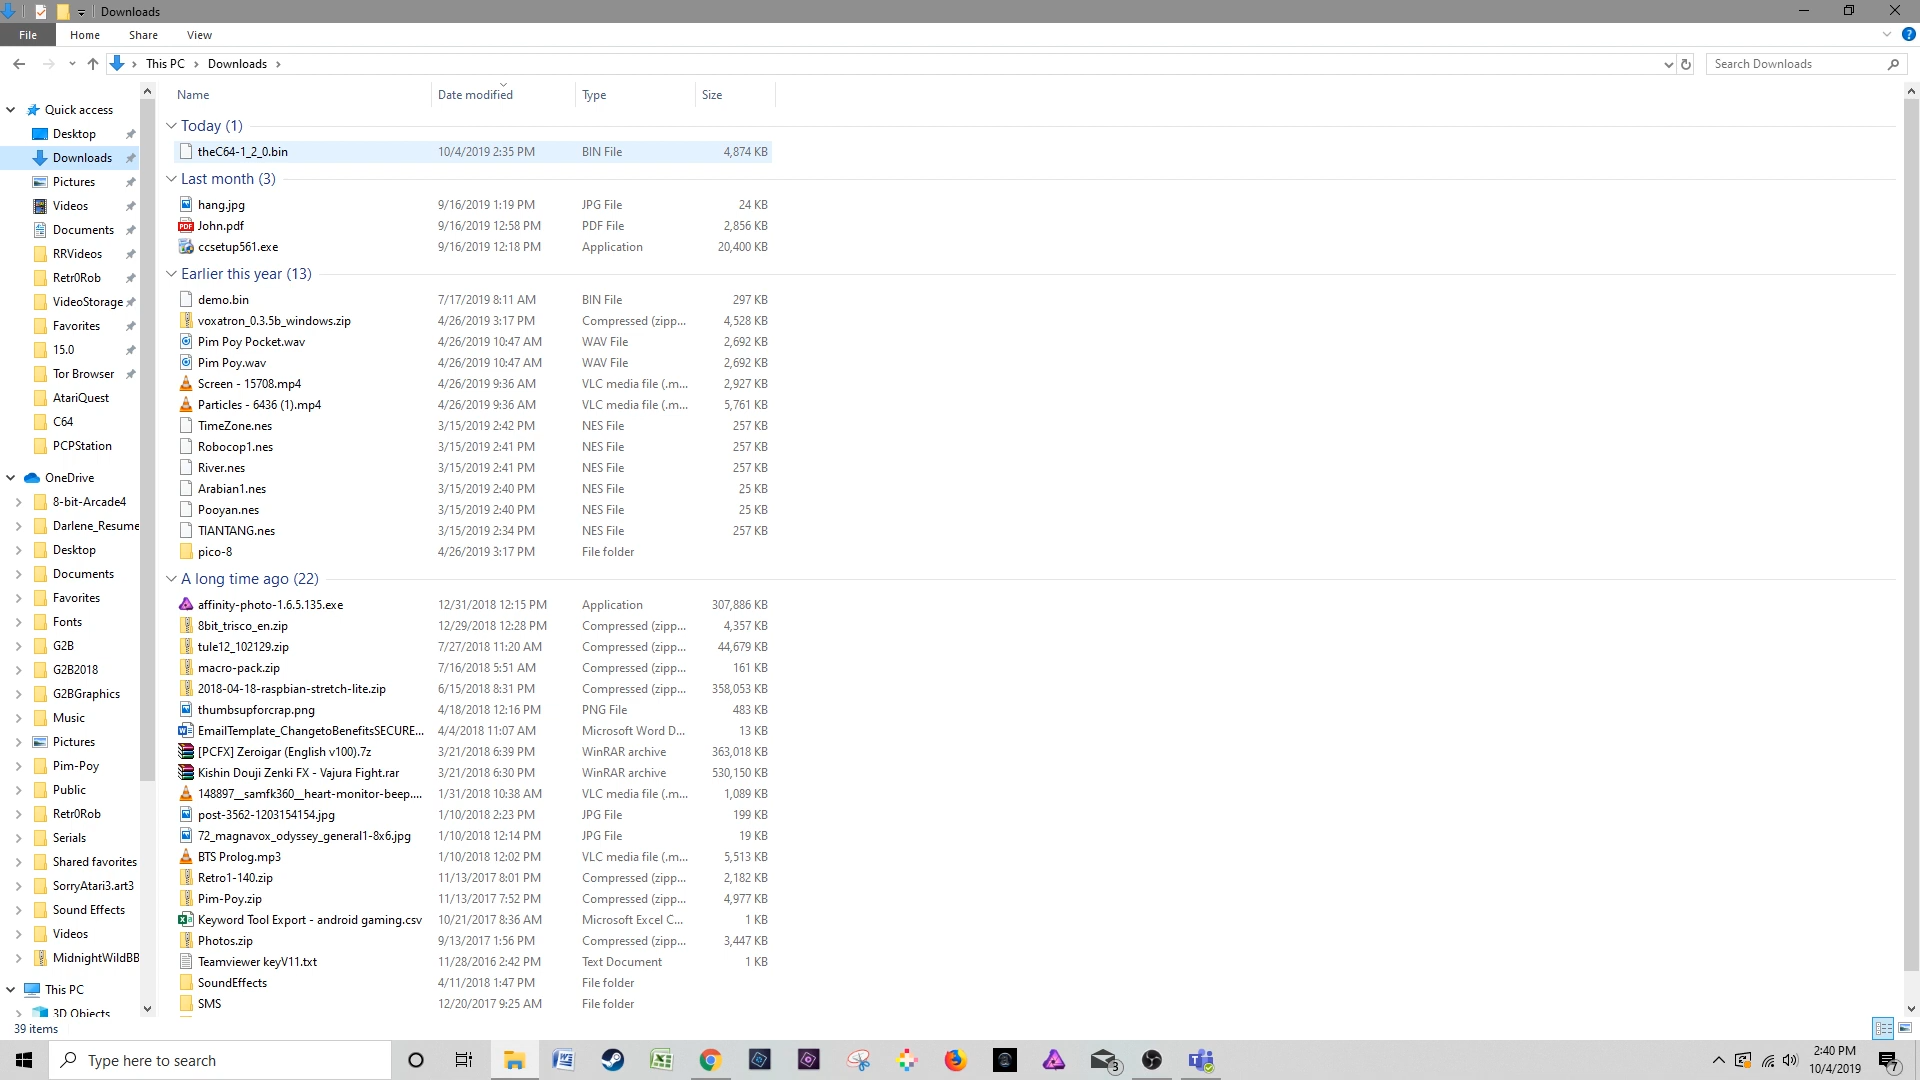 Downloads
File Home Share View
This PC > Downloads >
Search Downloads
Name Date modified Type Size
Today (1)
theC64-1_2_0.bin 10/4/2019 2:35 PM BIN File 4,874 KB
Last month (3)
hang.jpg 9/16/2019 1:19 PM JPG File 24 KB
John.pdf 9/16/2019 12:58 PM PDF File 2,856 KB
ccsetup561.exe 9/16/2019 12:18 PM Application 20,400 KB
Earlier this year (13)
demo.bin 7/17/2019 8:11 AM BIN File 297 KB
voxatron_0.3.5b_windows.zip 4/26/2019 3:17 PM Compressed (zipp... 4,528 KB
Pim Poy Pocket.wav 4/26/2019 10:47 AM WAV File 2,692 KB
Pim Poy.wav 4/26/2019 10:47 AM WAV File 2,692 KB
Screen - 15708.mp4 4/26/2019 9:36 AM VLC media file (.m... 2,927 KB
Particles - 6436 (1).mp4 4/26/2019 9:36 AM VLC media file (.m... 5,761 KB
TimeZone.nes 3/15/2019 2:42 PM NES File 257 KB
Robocop1.nes 3/15/2019 2:41 PM NES File 257 KB
River.nes 3/15/2019 2:41 PM NES File 257 KB
Arabian1.nes 3/15/2019 2:40 PM NES File 25 KB
Pooyan.nes 3/15/2019 2:40 PM NES File 25 KB
TIANTANG.nes 3/15/2019 2:34 PM NES File 257 KB
pico-8 4/26/2019 3:17 PM File folder
A long time ago (22)
affinity-photo-1.6.5.135.exe 12/31/2018 12:15 PM Application 307,886 KB
8bit_trisco_en.zip 12/29/2018 12:28 PM Compressed (zipp... 4,357 KB
tule12_102129.zip 7/27/2018 11:20 AM Compressed (zipp... 44,679 KB
macro-pack.zip 7/16/2018 5:51 AM Compressed (zipp... 161 KB
2018-04-18-raspbian-stretch-lite.zip 6/15/2018 8:31 PM Compressed (zipp... 358,053 KB
thumbsupforcrap.png 4/18/2018 12:16 PM PNG File 483 KB
EmailTemplate_ChangetoBenefitsSECURE... 4/4/2018 11:07 AM Microsoft Word D... 13 KB
[PCFX] Zeroigar (English v100).7z 3/21/2018 6:39 PM WinRAR archive 363,018 KB
Kishin Douji Zenki FX - Vajura Fight.rar 3/21/2018 6:30 PM WinRAR archive 530,150 KB
148897__samfk360__heart-monitor-beep.... 1/31/2018 10:38 AM VLC media file (.m... 1,089 KB
post-3562-1203154154.jpg 1/10/2018 2:23 PM JPG File 199 KB
72_magnavox_odyssey_general1-8x6.jpg 1/10/2018 12:14 PM JPG File 19 KB
BTS Prolog.mp3 1/10/2018 12:02 PM VLC media file (.m... 5,513 KB
Retro1-140.zip 11/13/2017 8:01 PM Compressed (zipp... 2,182 KB
Pim-Poy.zip 11/13/2017 7:52 PM Compressed (zipp... 4,977 KB
Keyword Tool Export - android gaming.csv 10/21/2017 8:36 AM Microsoft Excel C... 1 KB
Photos.zip 9/13/2017 1:56 PM Compressed (zipp... 3,447 KB
Teamviewer keyV11.txt 11/28/2016 2:42 PM Text Document 1 KB
SoundEffects 4/11/2018 1:47 PM File folder
SMS 12/20/2017 9:25 AM File folder
Quick access
Desktop
Downloads
Pictures
Videos
Documents
RRVideos
Retr0Rob
VideoStorage
Favorites
15.0
Tor Browser
AtariQuest
C64
PCPStation
OneDrive
8-bit-Arcade4
Darlene_Resume
Desktop
Documents
Favorites
Fonts
G2B
G2B2018
G2BGraphics
Music
Pictures
Pim-Poy
Public
Retr0Rob
Serials
Shared favorites
SorryAtari3.art3
Sound Effects
Videos
MidnightWildBB
This PC
3D Objects
39 items
Type here to search
3
2:40 PM
10/4/2019
7